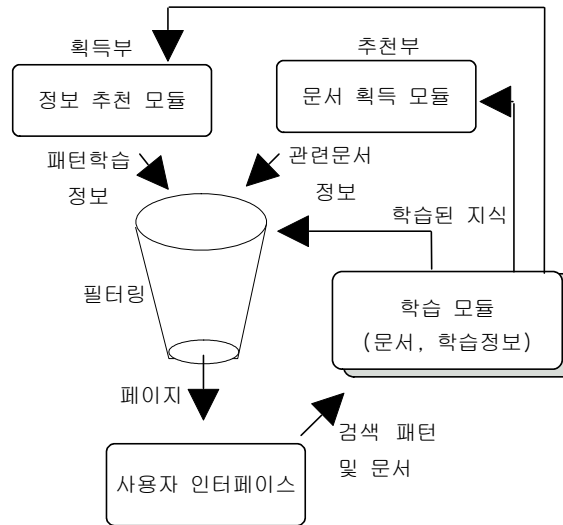 획득부
추천부
정보 추천 모듈
문서 획득 모듈
패턴학습
정보
관련문서
정보
학습된 지식
필터링
학습 모듈
(문서, 학습정보)
페이지
검색 패턴
및 문서
사용자 인터페이스